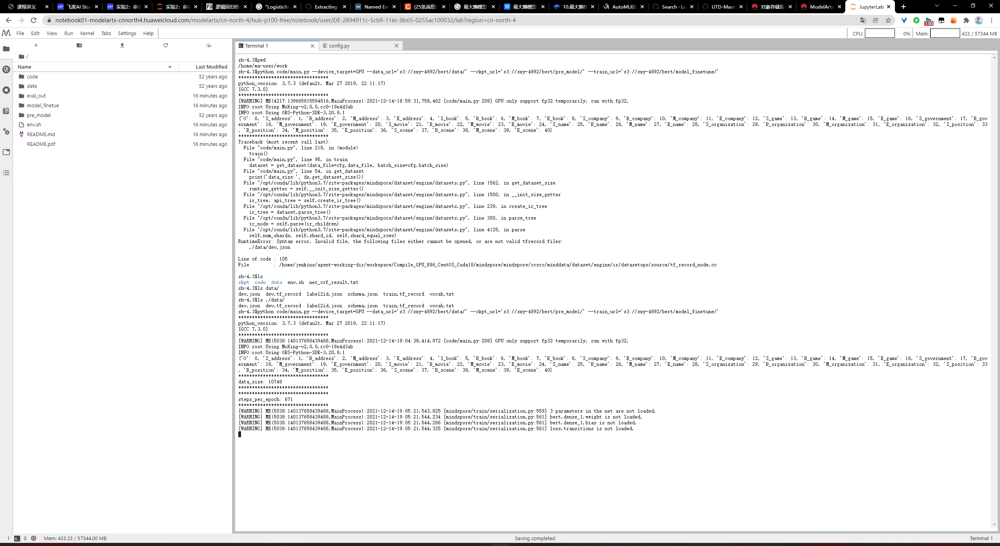 课程讲义
飞桨AI Stud
实验2：命名
实验2：命名
逻辑回归模
"LogisticRe
Extracting-
Named Ent
(25条消息)
最大熵模型
最大熵模型
10.最大熵模
AutoML综述
Search · Lo
UTD-Maste
对象存储服
ModelArts
JupyterLab
notebook01-modelarts-cnnorth4.huaweicloud.com/modelarts/cn-north-4/hub-p100-free/notebook/user/DE-2894911c-5cb9-11ec-8b65-0255ac100032/lab?region=cn-north-4
1.00
File Edit View Run Kernel Tabs Settings Help
CPU: 0% Mem: 433 / 57344 MB
/
Name Last Modified
code 52 years ago
data 52 years ago
eval_out 16 minutes ago
model_finetue 16 minutes ago
pre_model 52 years ago
env.sh 16 minutes ago
README.md 16 minutes ago
README.pdf 16 minutes ago
Terminal 1
config.py
sh-4.3$pwd
/home/ma-user/work
sh-4.3$python code/main.py --device_target=GPU --data_url='s3://sxy-4892/bert/data/' --ckpt_url='s3://sxy-4892/bert/pre_model/' --train_url='s3://sxy-4892/bert/model_finetune/'
*********************************
python_version: 3.7.3 (default, Mar 27 2019, 22:11:17)
[GCC 7.3.0]
*********************************
[WARNING] ME(4217:139665815594816,MainProcess):2021-12-14-18:59:31.758.462 [code/main.py:208] GPU only support fp32 temporarily, run with fp32.
INFO:root:Using MoXing-v2.0.0.rc0-19e4d3ab
INFO:root:Using OBS-Python-SDK-3.20.9.1
{'O': 0, 'S_address': 1, 'B_address': 2, 'M_address': 3, 'E_address': 4, 'S_book': 5, 'B_book': 6, 'M_book': 7, 'E_book': 8, 'S_company': 9, 'B_company': 10, 'M_company': 11, 'E_company': 12, 'S_game': 13, 'B_game': 14, 'M_game': 15, 'E_game': 16, 'S_government': 17, 'B_gov
ernment': 18, 'M_government': 19, 'E_government': 20, 'S_movie': 21, 'B_movie': 22, 'M_movie': 23, 'E_movie': 24, 'S_name': 25, 'B_name': 26, 'M_name': 27, 'E_name': 28, 'S_organization': 29, 'B_organization': 30, 'M_organization': 31, 'E_organization': 32, 'S_position': 33
, 'B_position': 34, 'M_position': 35, 'E_position': 36, 'S_scene': 37, 'B_scene': 38, 'M_scene': 39, 'E_scene': 40}
*********************************
Traceback (most recent call last):
File "code/main.py", line 218, in <module>
train()
File "code/main.py", line 95, in train
dataset = get_dataset(data_file=cfg.data_file, batch_size=cfg.batch_size)
File "code/main.py", line 54, in get_dataset
print('data_size:', ds.get_dataset_size())
File "/opt/conda/lib/python3.7/site-packages/mindspore/dataset/engine/datasets.py", line 1562, in get_dataset_size
runtime_getter = self.__init_size_getter()
File "/opt/conda/lib/python3.7/site-packages/mindspore/dataset/engine/datasets.py", line 1500, in __init_size_getter
ir_tree, api_tree = self.create_ir_tree()
File "/opt/conda/lib/python3.7/site-packages/mindspore/dataset/engine/datasets.py", line 239, in create_ir_tree
ir_tree = dataset.parse_tree()
File "/opt/conda/lib/python3.7/site-packages/mindspore/dataset/engine/datasets.py", line 300, in parse_tree
ir_node = self.parse(ir_children)
File "/opt/conda/lib/python3.7/site-packages/mindspore/dataset/engine/datasets.py", line 4125, in parse
self.num_shards, self.shard_id, self.shard_equal_rows)
RuntimeError: Syntax error. Invalid file, the following files either cannot be opened, or are not valid tfrecord files:
./data/dev.json
Line of code : 105
File : /home/jenkins/agent-working-dir/workspace/Compile_GPU_X86_CentOS_Cuda10/mindspore/mindspore/ccsrc/minddata/dataset/engine/ir/datasetops/source/tf_record_node.cc
sh-4.3$ls
ckpt code data env.sh ner_crf_result.txt
sh-4.3$ls data/
dev.json dev.tf_record label2id.json schema.json train.tf_record vocab.txt
sh-4.3$ls ./data/
dev.json dev.tf_record label2id.json schema.json train.tf_record vocab.txt
sh-4.3$python code/main.py --device_target=GPU --data_url='s3://sxy-4892/bert/data/' --ckpt_url='s3://sxy-4892/bert/pre_model/' --train_url='s3://sxy-4892/bert/model_finetune/'
*********************************
python_version: 3.7.3 (default, Mar 27 2019, 22:11:17)
[GCC 7.3.0]
*********************************
[WARNING] ME(5038:140137658439488,MainProcess):2021-12-14-19:04:38.414.972 [code/main.py:208] GPU only support fp32 temporarily, run with fp32.
INFO:root:Using MoXing-v2.0.0.rc0-19e4d3ab
INFO:root:Using OBS-Python-SDK-3.20.9.1
{'O': 0, 'S_address': 1, 'B_address': 2, 'M_address': 3, 'E_address': 4, 'S_book': 5, 'B_book': 6, 'M_book': 7, 'E_book': 8, 'S_company': 9, 'B_company': 10, 'M_company': 11, 'E_company': 12, 'S_game': 13, 'B_game': 14, 'M_game': 15, 'E_game': 16, 'S_government': 17, 'B_gov
ernment': 18, 'M_government': 19, 'E_government': 20, 'S_movie': 21, 'B_movie': 22, 'M_movie': 23, 'E_movie': 24, 'S_name': 25, 'B_name': 26, 'M_name': 27, 'E_name': 28, 'S_organization': 29, 'B_organization': 30, 'M_organization': 31, 'E_organization': 32, 'S_position': 33
, 'B_position': 34, 'M_position': 35, 'E_position': 36, 'S_scene': 37, 'B_scene': 38, 'M_scene': 39, 'E_scene': 40}
*********************************
data_size: 10748
*********************************
*********************************
steps_per_epoch: 671
*********************************
[WARNING] ME(5038:140137658439488,MainProcess):2021-12-14-19:05:21.543.825 [mindspore/train/serialization.py:559] 3 parameters in the net are not loaded.
[WARNING] ME(5038:140137658439488,MainProcess):2021-12-14-19:05:21.544.234 [mindspore/train/serialization.py:561] bert.dense_1.weight is not loaded.
[WARNING] ME(5038:140137658439488,MainProcess):2021-12-14-19:05:21.544.286 [mindspore/train/serialization.py:561] bert.dense_1.bias is not loaded.
[WARNING] ME(5038:140137658439488,MainProcess):2021-12-14-19:05:21.544.325 [mindspore/train/serialization.py:561] loss.transitions is not loaded.
1 0 Mem: 433.23 / 57344.00 MB Saving completed Terminal 1